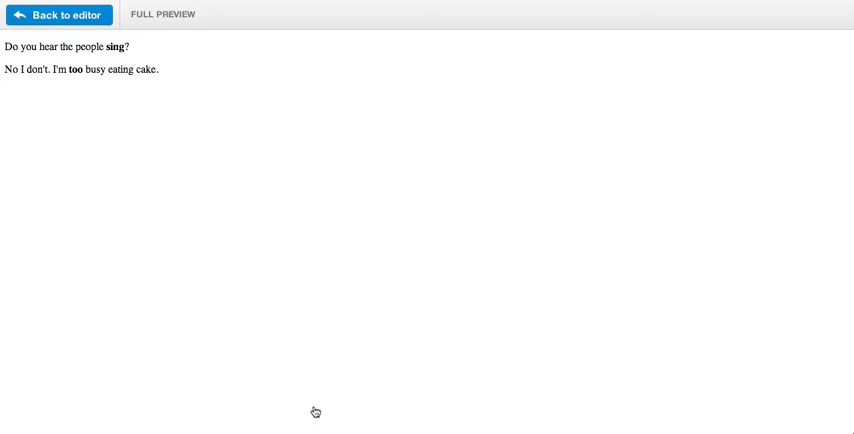 Back to editor
FULL PREVIEW
Do you hear the people sing?
No I don't. I'm too busy eating cake.